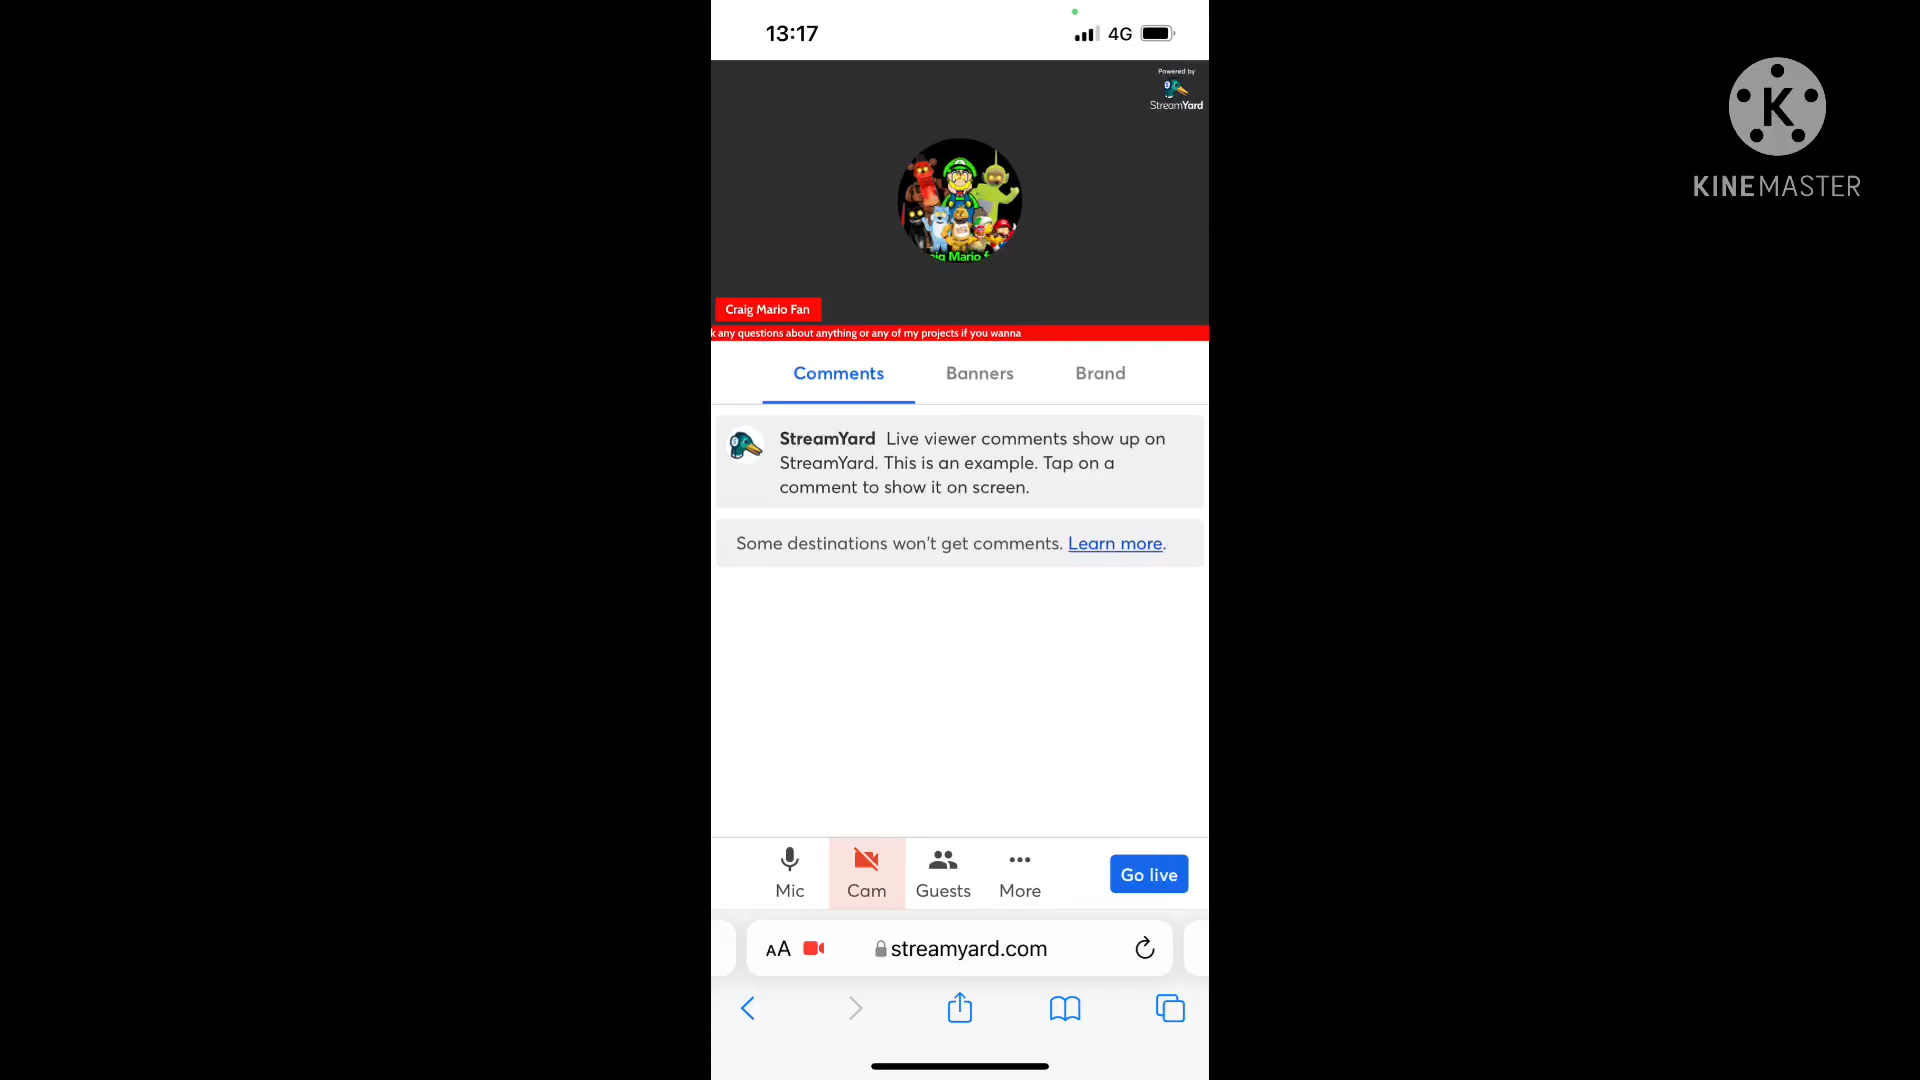 13:17
4G
Powered by
StreamYard
K
KINEMASTER
ig Mario f
Craig Mario Fan
k any questions about anything or any of my projects if you wanna
Comments
Banners
Brand
StreamYard Live viewer comments show up on
StreamYard. This is an example. Tap on a
comment to show it on screen.
Some destinations won't get comments. Learn more.
Mic
Cam
Guests
More
Go live
AA
streamyard.com